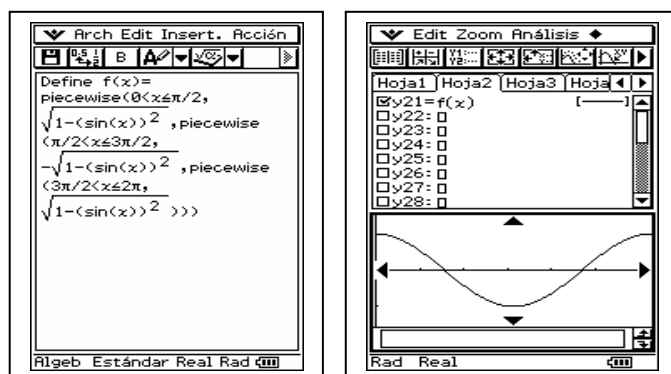 Arch Edit Insert. Acción
B
Define f(x)=
piecewise(0<x≤π/2,
√1-(sin(x))² ,piecewise
(π/2<x≤3π/2,
-√1-(sin(x))² ,piecewise
(3π/2<x≤2π,
√1-(sin(x))² )))
Algeb Estándar Real Rad
Edit Zoom Análisis
Hoja1 Hoja2 Hoja3 Hoja
y21=f(x)
y22:
y23:
y24:
y25:
y26:
y27:
y28:
Rad Real